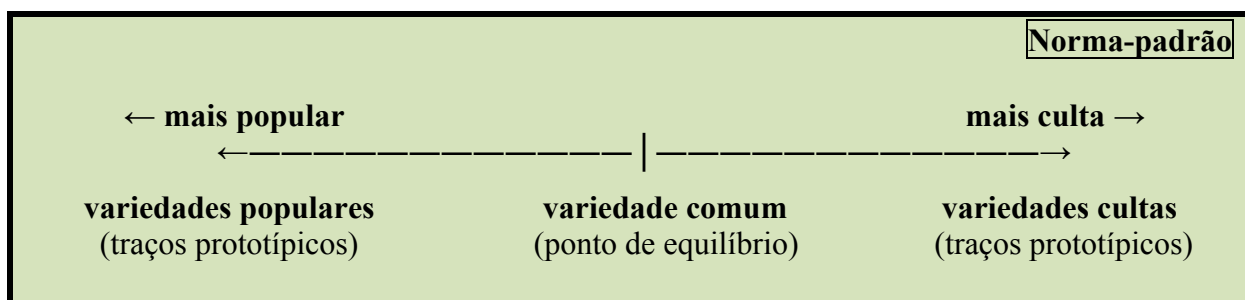 Norma-padrão
← mais popular mais culta →
←—————————————|—————————————→
variedades populares variedade comum variedades cultas
(traços prototípicos) (ponto de equilíbrio) (traços prototípicos)